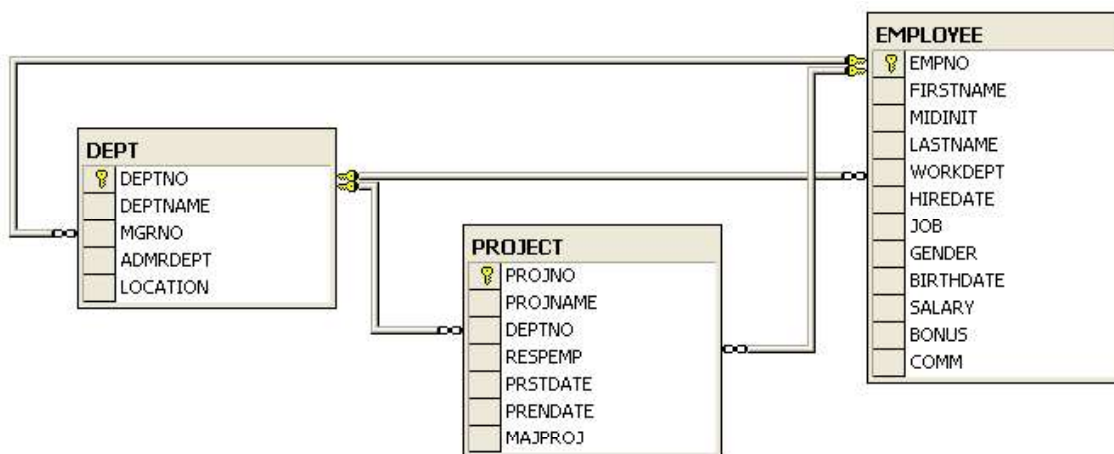 DEPT
DEPTNO
DEPTNAME
MGRNO
ADMRDEPT
LOCATION
PROJECT
PROJNO
PROJNAME
DEPTNO
RESPEMP
PRSTDATE
PRENDATE
MAJPROJ
EMPLOYEE
EMPNO
FIRSTNAME
MIDINIT
LASTNAME
WORKDEPT
HIREDATE
JOB
GENDER
BIRTHDATE
SALARY
BONUS
COMM